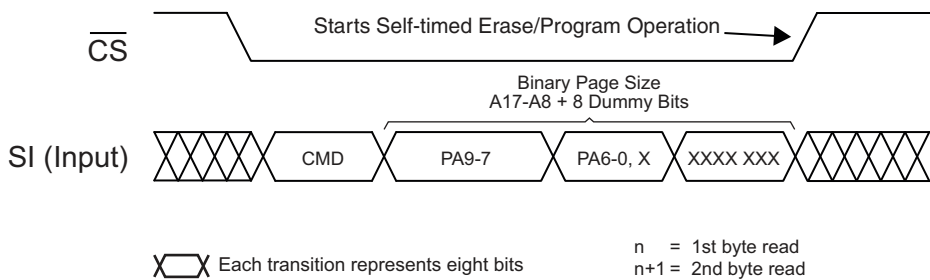 Starts Self-timed Erase/Program Operation
CS
Binary Page Size
A17-A8 + 8 Dummy Bits
SI (Input)
CMD
PA9-7
PA6-0, X
XXXX XXX
Each transition represents eight bits
n = 1st byte read
n+1 = 2nd byte read